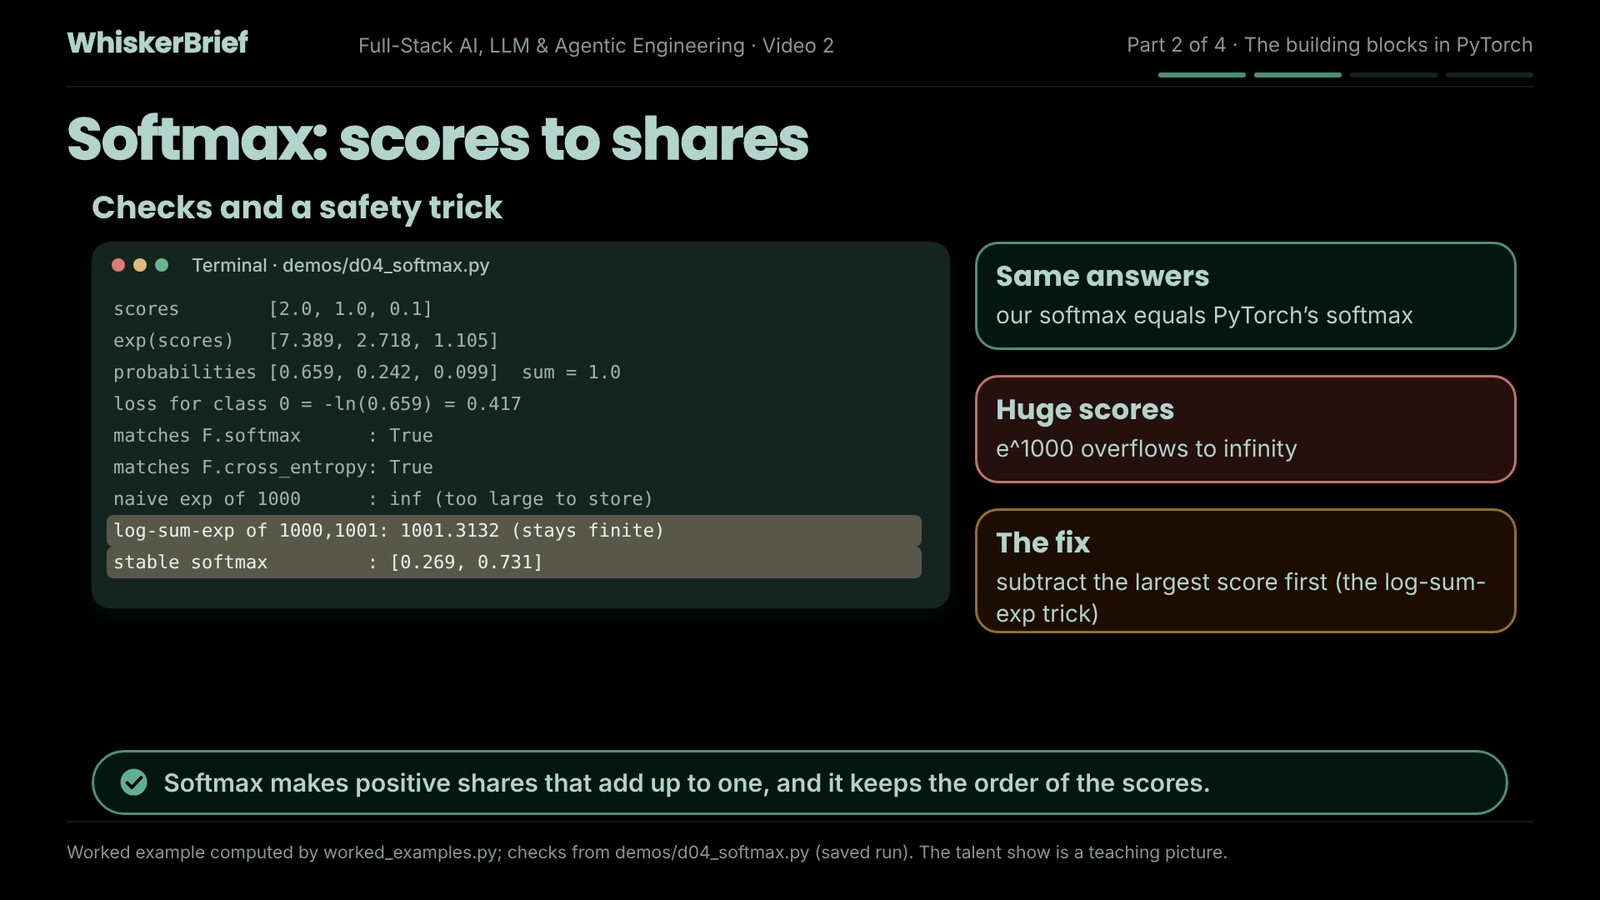 WhiskerBrief
Full-Stack AI, LLM & Agentic Engineering · Video 2
Part 2 of 4 · The building blocks in PyTorch
Softmax: scores to shares
Checks and a safety trick
Terminal · demos/d04_softmax.py
scores [2.0, 1.0, 0.1]
exp(scores) [7.389, 2.718, 1.105]
probabilities [0.659, 0.242, 0.099] sum = 1.0
loss for class 0 = -ln(0.659) = 0.417
matches F.softmax : True
matches F.cross_entropy: True
naive exp of 1000 : inf (too large to store)
log-sum-exp of 1000,1001: 1001.3132 (stays finite)
stable softmax : [0.269, 0.731]
Same answers
our softmax equals PyTorch’s softmax
Huge scores
e^1000 overflows to infinity
The fix
subtract the largest score first (the log-sum-
exp trick)
Softmax makes positive shares that add up to one, and it keeps the order of the scores.
Worked example computed by worked_examples.py; checks from demos/d04_softmax.py (saved run). The talent show is a teaching picture.